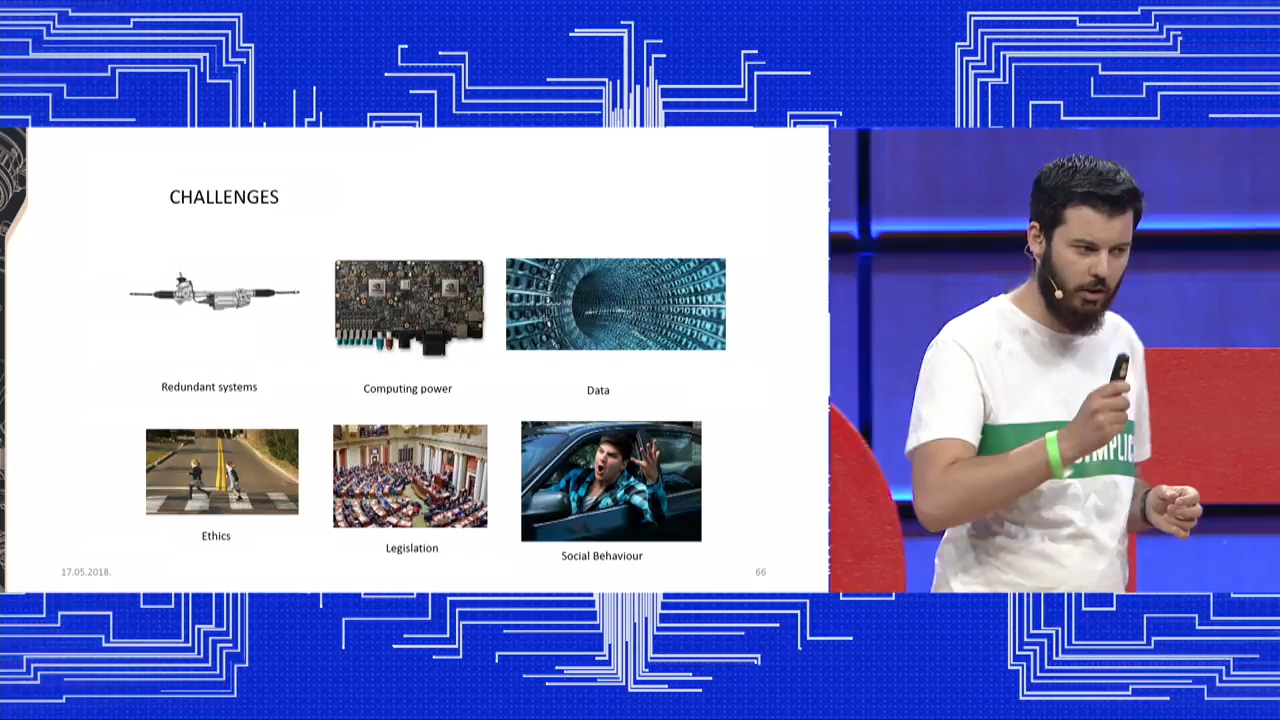 CHALLENGES
Redundant systems
Computing power
Data
Ethics
Legislation
Social Behaviour
17.05.2018.
66